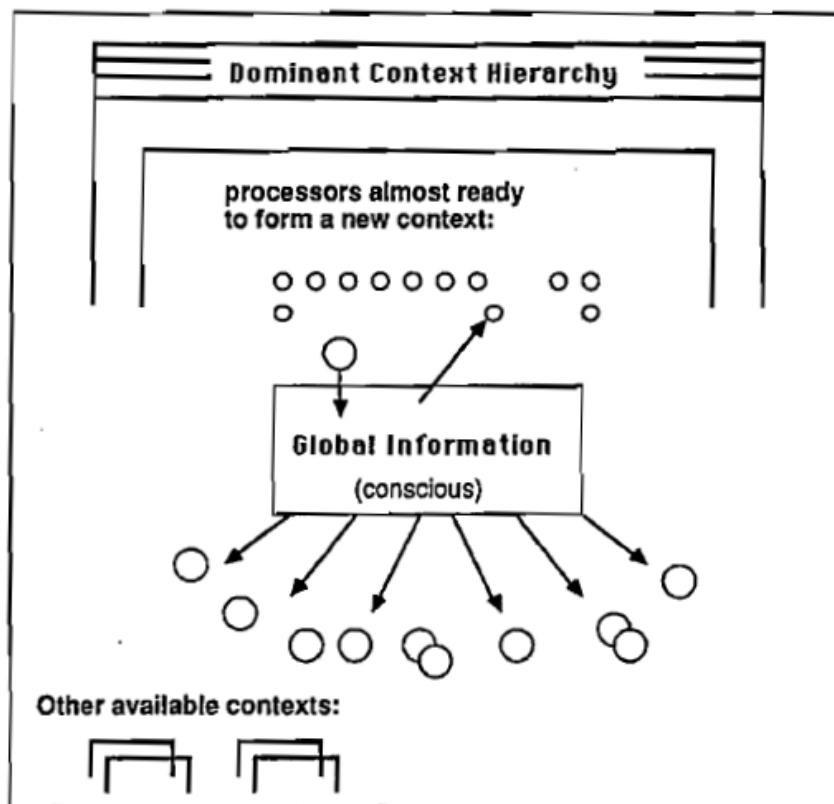 Dominant Context Hierarchy
processors almost ready
to form a new context:
Global Information
(conscious)
Other available contexts: